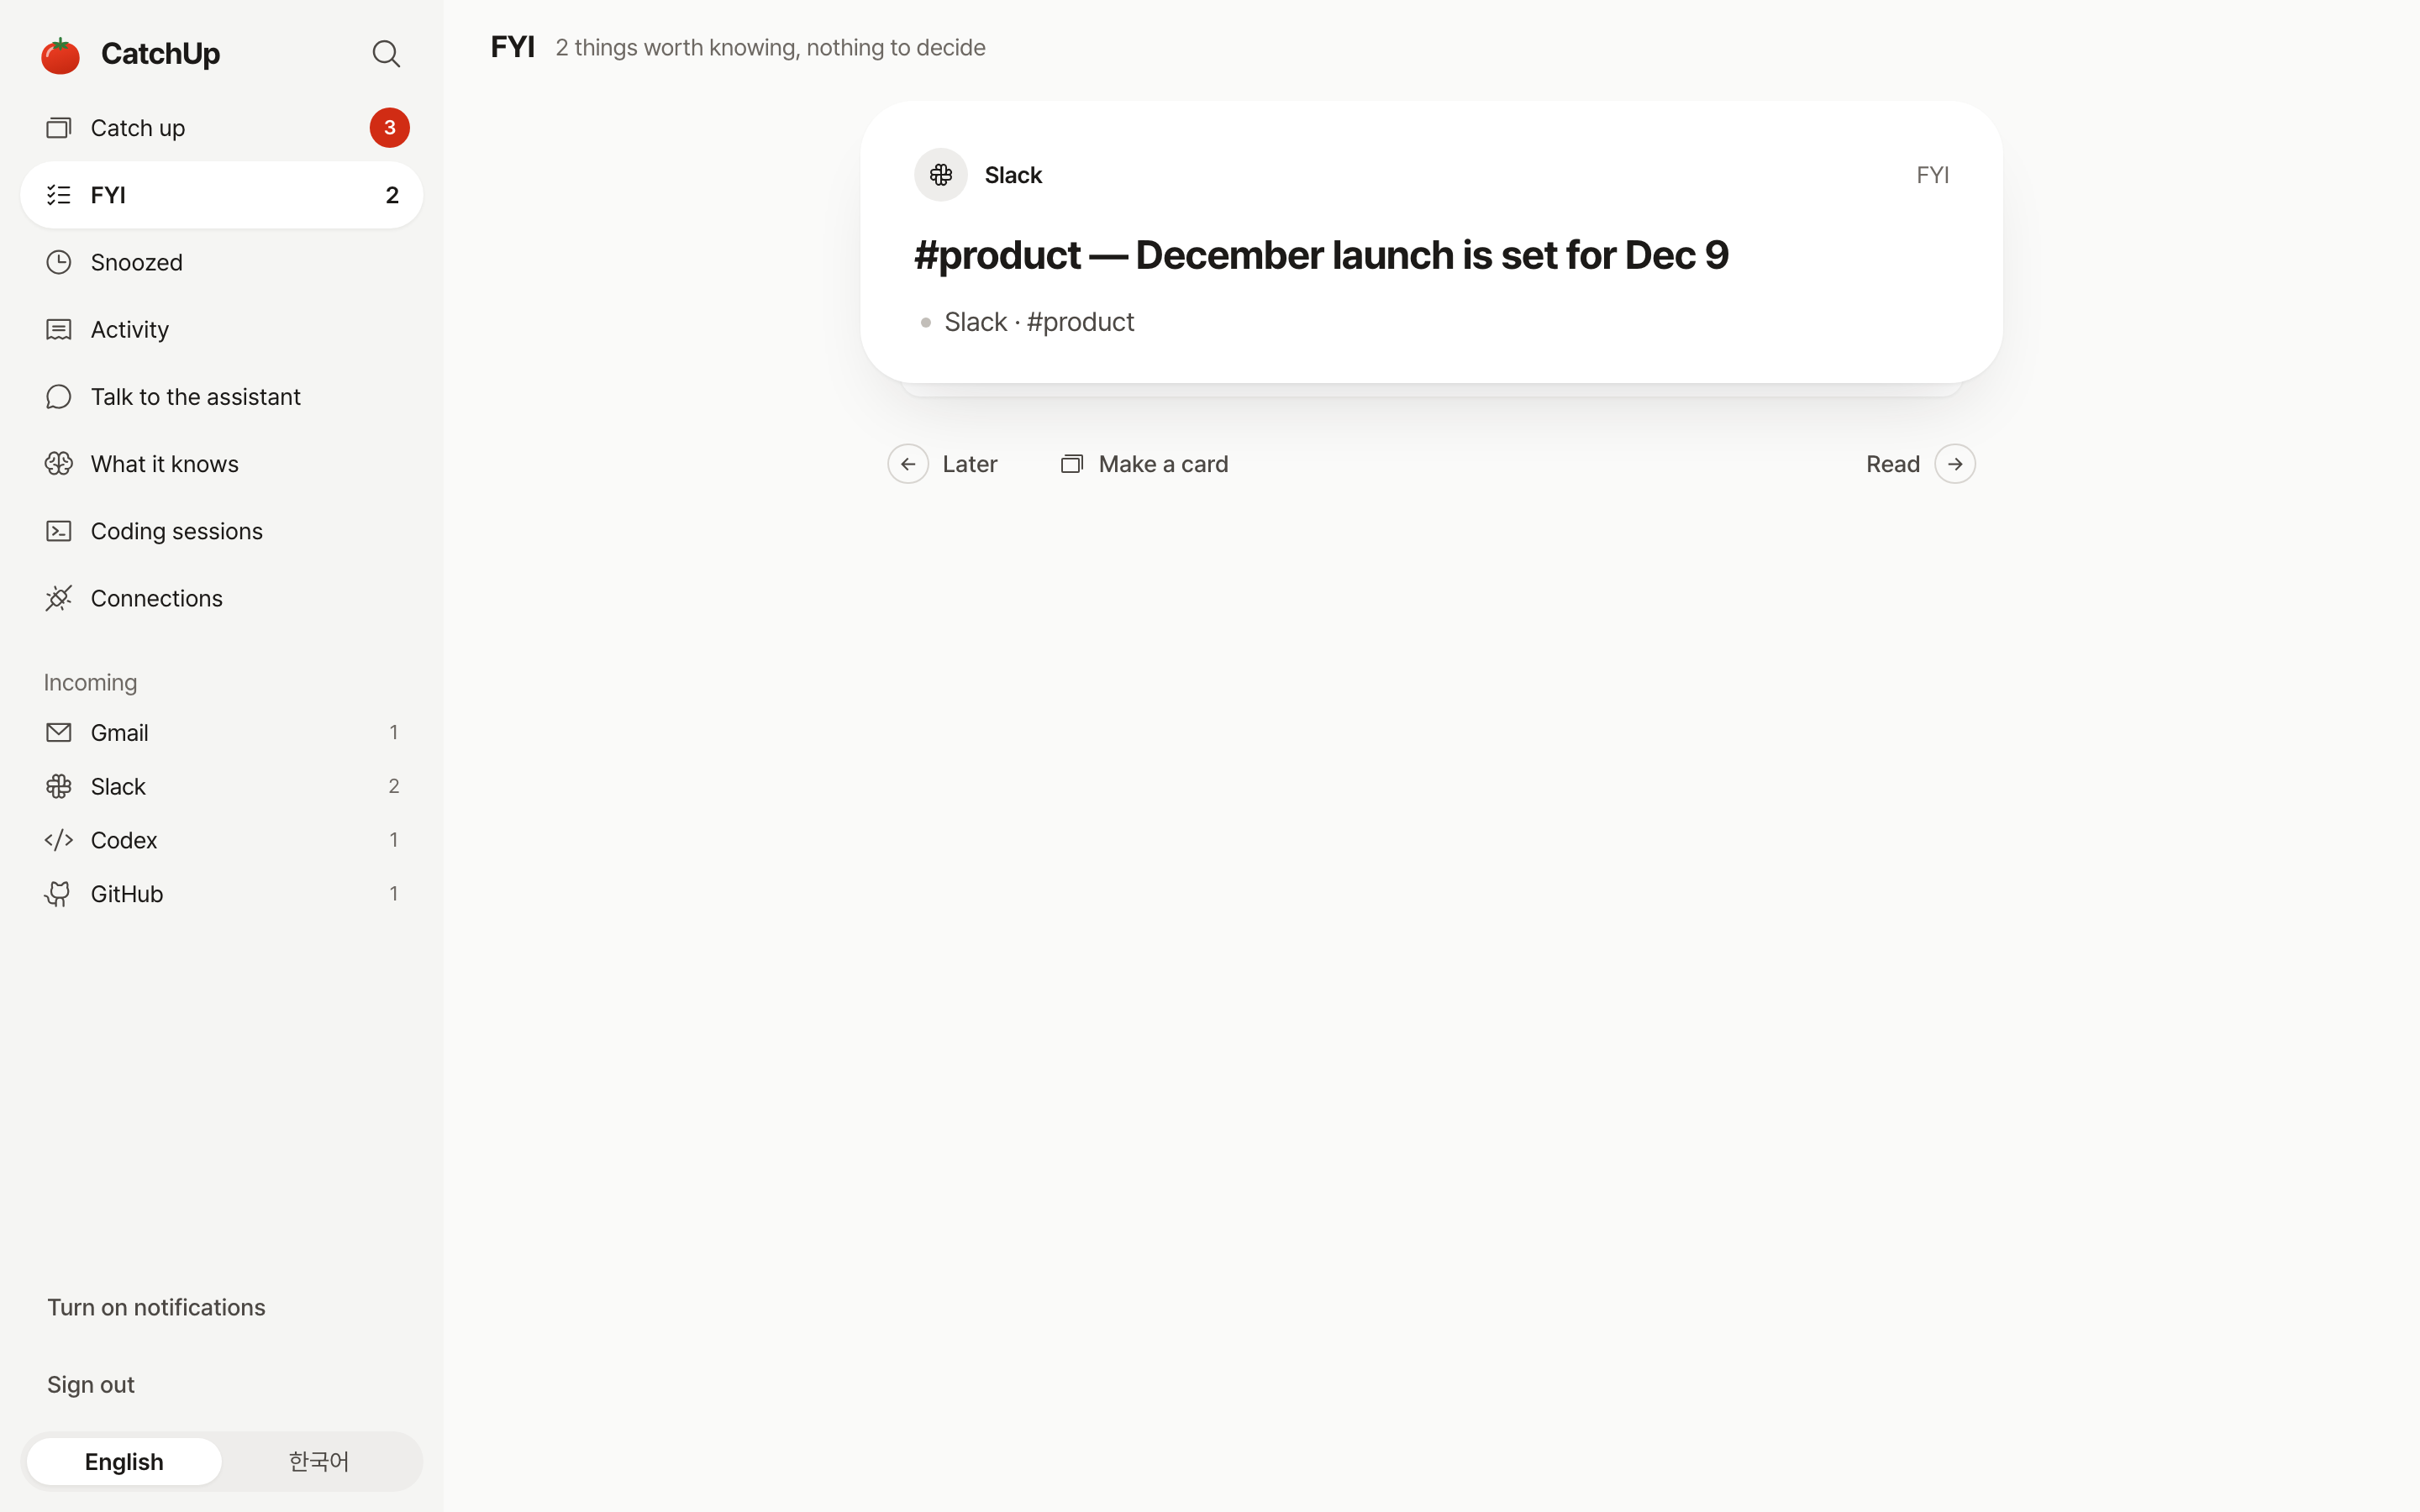 CatchUp
Catch up 3
FYI 2
Snoozed
Activity
Talk to the assistant
What it knows
Coding sessions
Connections
Incoming
Gmail 1
Slack 2
Codex 1
GitHub 1
Turn on notifications
Sign out
English 한국어
FYI 2 things worth knowing, nothing to decide
Slack FYI
#product — December launch is set for Dec 9
Slack · #product
Later Make a card Read